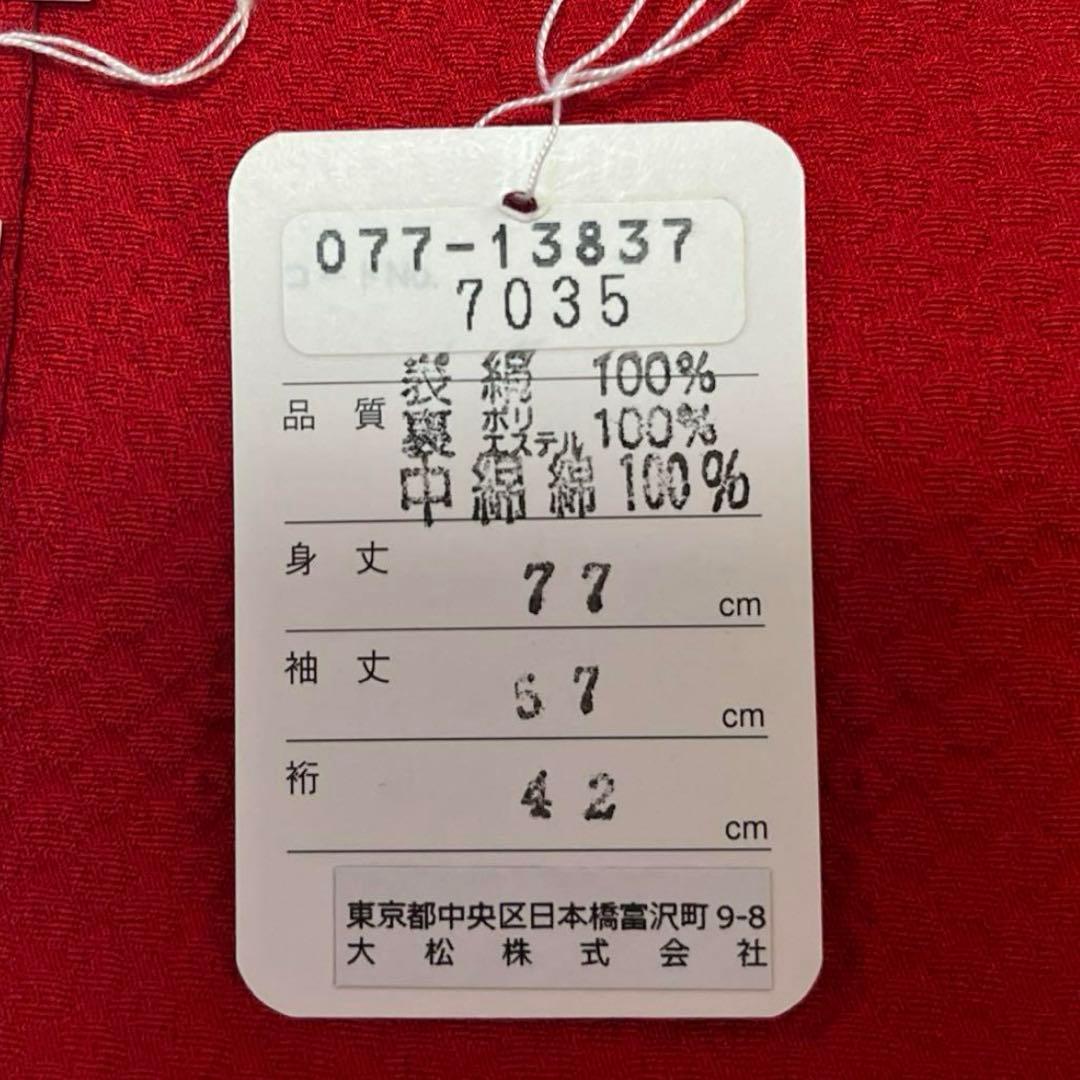 077-13837
7035
表 絹 100%
品 質 裏 ポリエステル 100%
中綿 綿 100%
身 丈 77 cm
袖 丈 57 cm
裄 42 cm
東京都中央区日本橋富沢町 9-8
大松株式会社